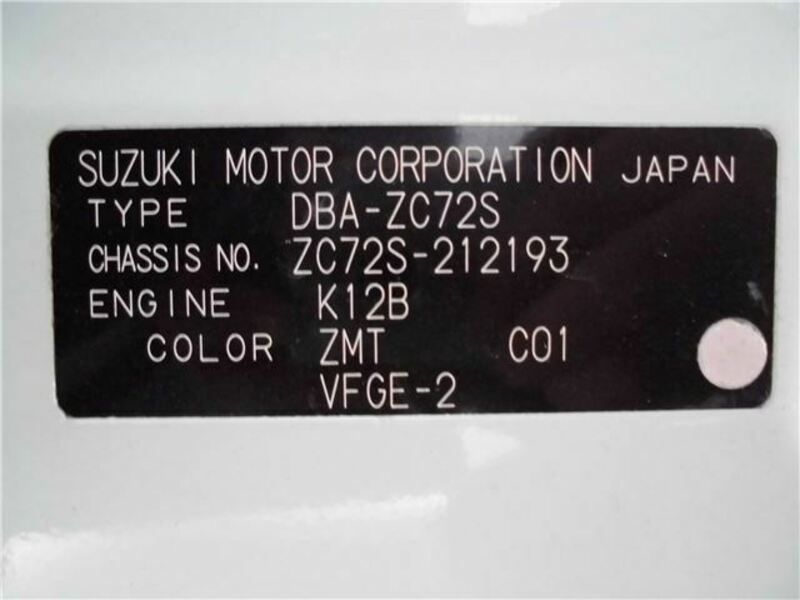 SUZUKI MOTOR CORPORATION JAPAN
TYPE DBA-ZC72S
CHASSIS NO. ZC72S-212193
ENGINE K12B
COLOR ZMT C01
VFGE-2